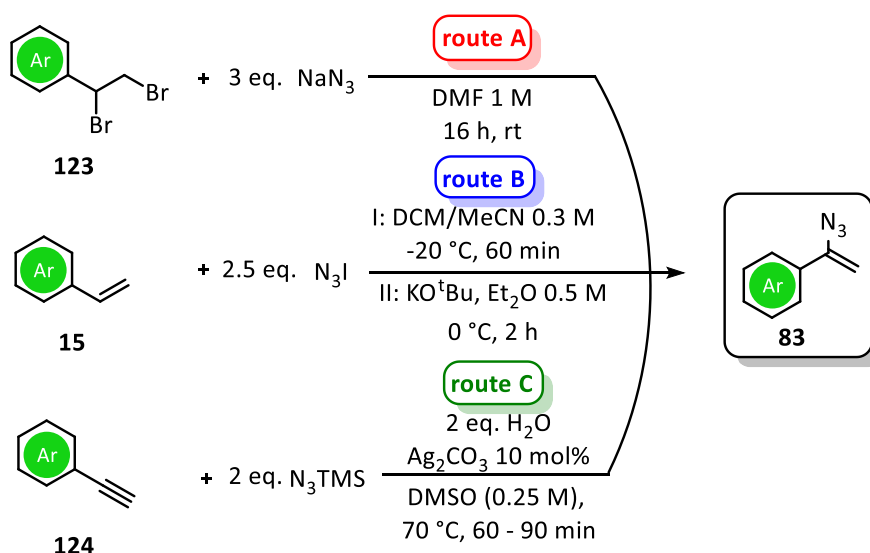 route A
Ar
Br
Br
+ 3 eq. NaN3
DMF 1 M
16 h, rt
123
route B
I: DCM/MeCN 0.3 M
-20 °C, 60 min
Ar
+ 2.5 eq. N3I
II: KOtBu, Et2O 0.5 M
0 °C, 2 h
15
N3
Ar
83
route C
2 eq. H2O
Ag2CO3 10 mol%
Ar
+ 2 eq. N3TMS
DMSO (0.25 M),
70 °C, 60 - 90 min
124